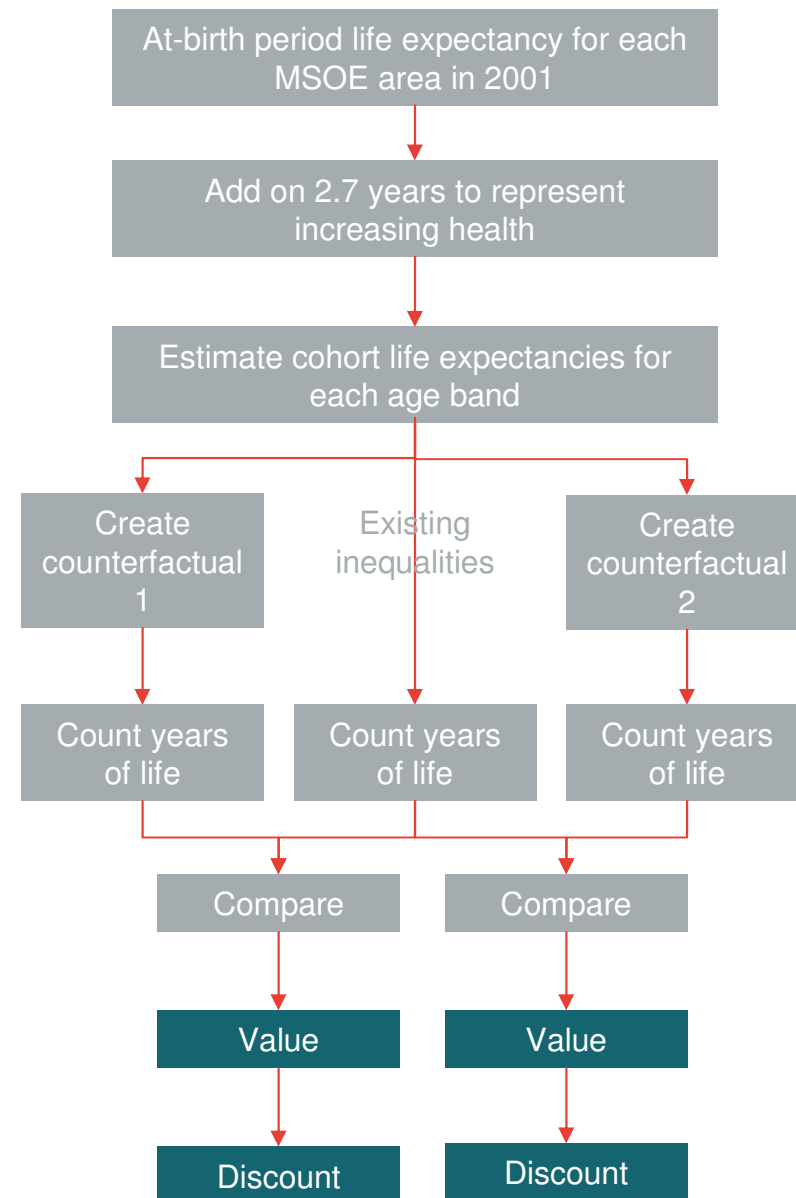 At-birth period life expectancy for each
MSOE area in 2001
Add on 2.7 years to represent
increasing health
Estimate cohort life expectancies for
each age band
Create
counterfactual
1
Existing
inequalities
Create
counterfactual
2
Count years
of life
Count years
of life
Count years
of life
Compare
Compare
Value
Value
Discount
Discount